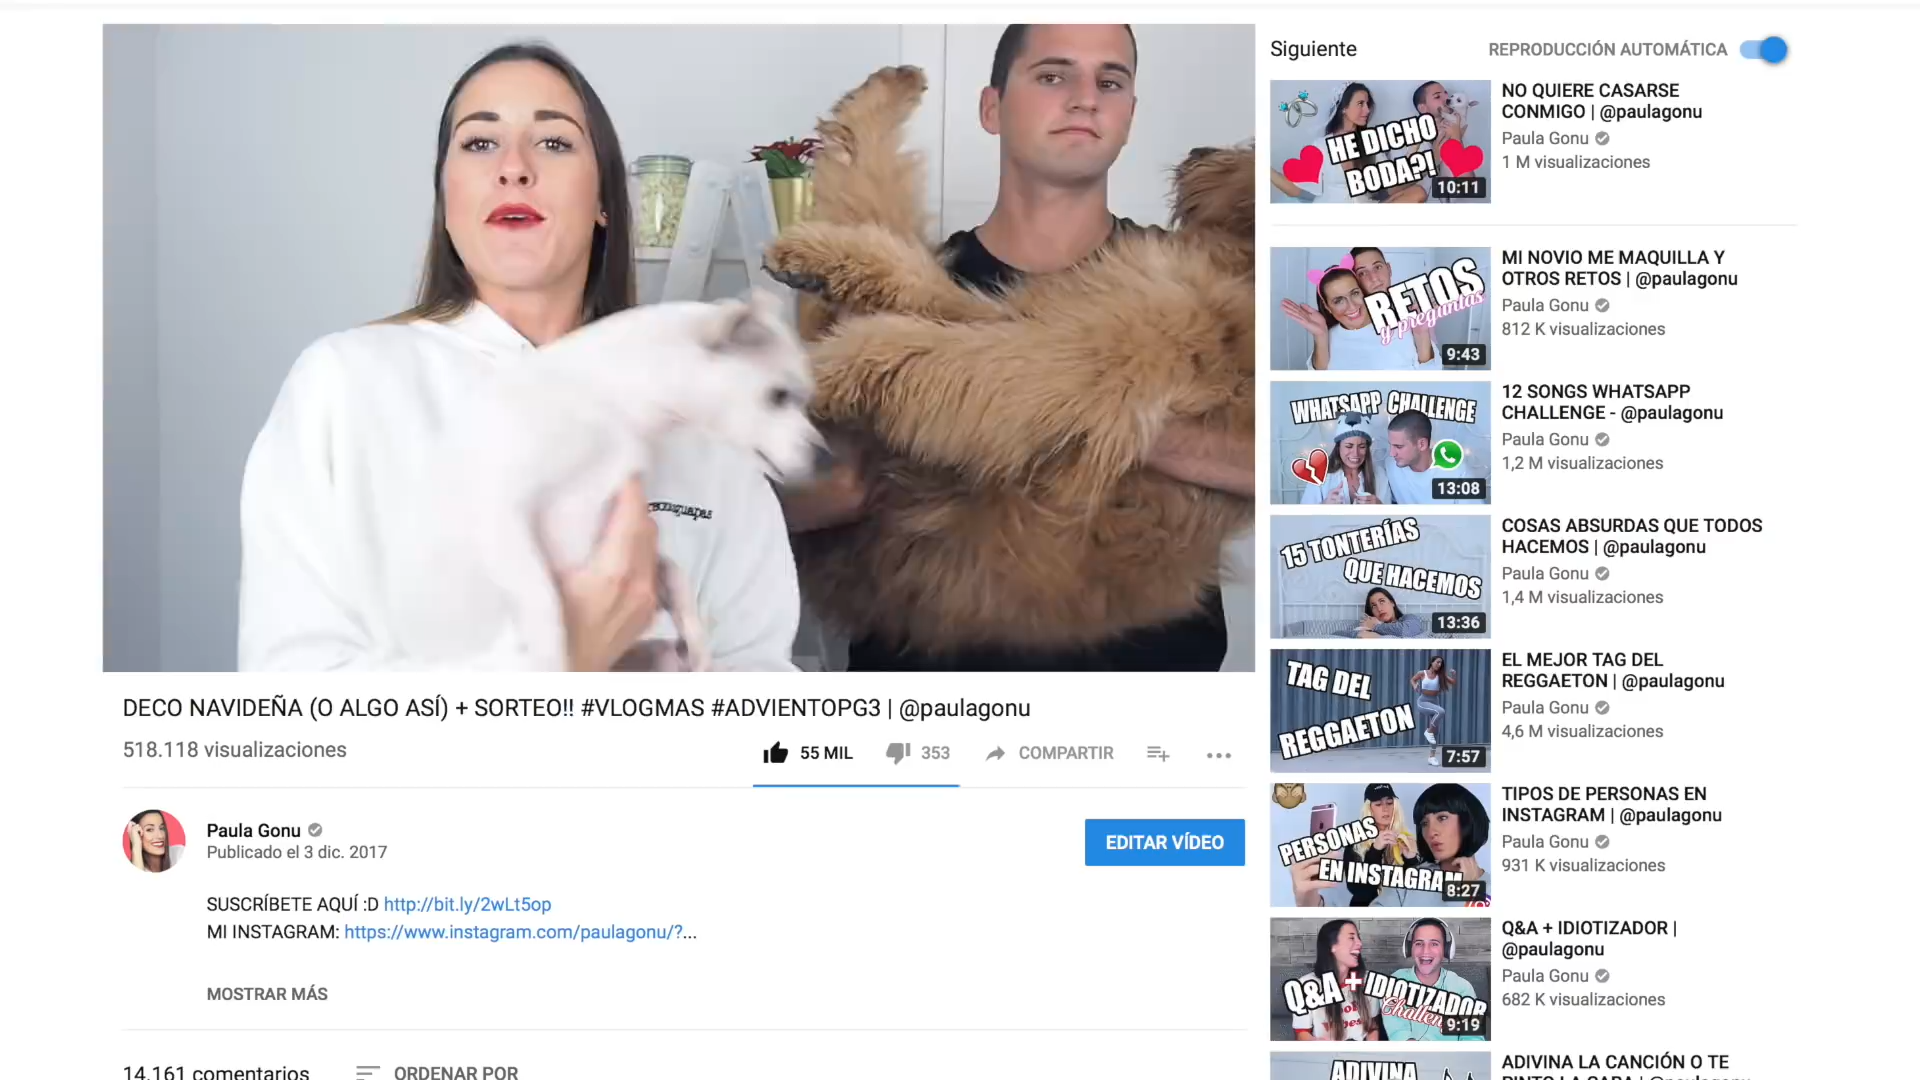 Siguiente
REPRODUCCIÓN AUTOMÁTICA
HE DICHO
BODA?!
10:11
NO QUIERE CASARSE
CONMIGO | @paulagonu
Paula Gonu
1 M visualizaciones
RETOS
y preguntas
9:43
MI NOVIO ME MAQUILLA Y
OTROS RETOS | @paulagonu
Paula Gonu
812 K visualizaciones
WHATSAPP CHALLENGE
13:08
12 SONGS WHATSAPP
CHALLENGE - @paulagonu
Paula Gonu
1,2 M visualizaciones
15 TONTERÍAS
QUE HACEMOS
13:36
COSAS ABSURDAS QUE TODOS
HACEMOS | @paulagonu
Paula Gonu
1,4 M visualizaciones
TAG DEL
REGGAETON
7:57
EL MEJOR TAG DEL
REGGAETON | @paulagonu
Paula Gonu
4,6 M visualizaciones
PERSONAS
EN INSTAGRAM
8:27
TIPOS DE PERSONAS EN
INSTAGRAM | @paulagonu
Paula Gonu
931 K visualizaciones
Q&A + IDIOTIZADOR
9:19
Q&A + IDIOTIZADOR |
@paulagonu
Paula Gonu
682 K visualizaciones
ADIVINA
ADIVINA LA CANCIÓN O TE
DECO NAVIDEÑA (O ALGO ASÍ) + SORTEO!! #VLOGMAS #ADVIENTOPG3 | @paulagonu
518.118 visualizaciones
55 MIL
353
COMPARTIR
Paula Gonu
Publicado el 3 dic. 2017
EDITAR VÍDEO
SUSCRÍBETE AQUÍ :D http://bit.ly/2wLt5op
MI INSTAGRAM: https://www.instagram.com/paulagonu/?...
MOSTRAR MÁS
14.161 comentarios
ORDENAR POR